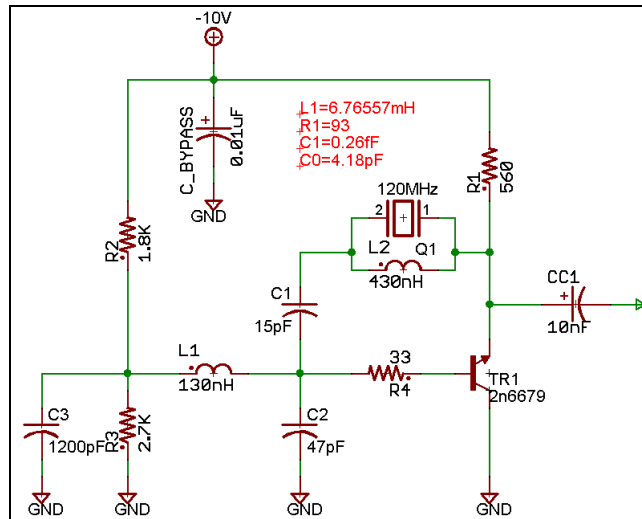 -10V
C_BYPASS
+
0.01uF
GND
L1=6.76557mH
R1=93
C1=0.26fF
C0=4.18pF
R1
560
120MHz
2
1
L2
Q1
430nH
R2
1.8K
C1
15pF
CC1
+
10nF
L1
130nH
33
R4
TR1
2n6679
C3
1200pF
R3
2.7K
C2
47pF
GND
GND
GND
GND